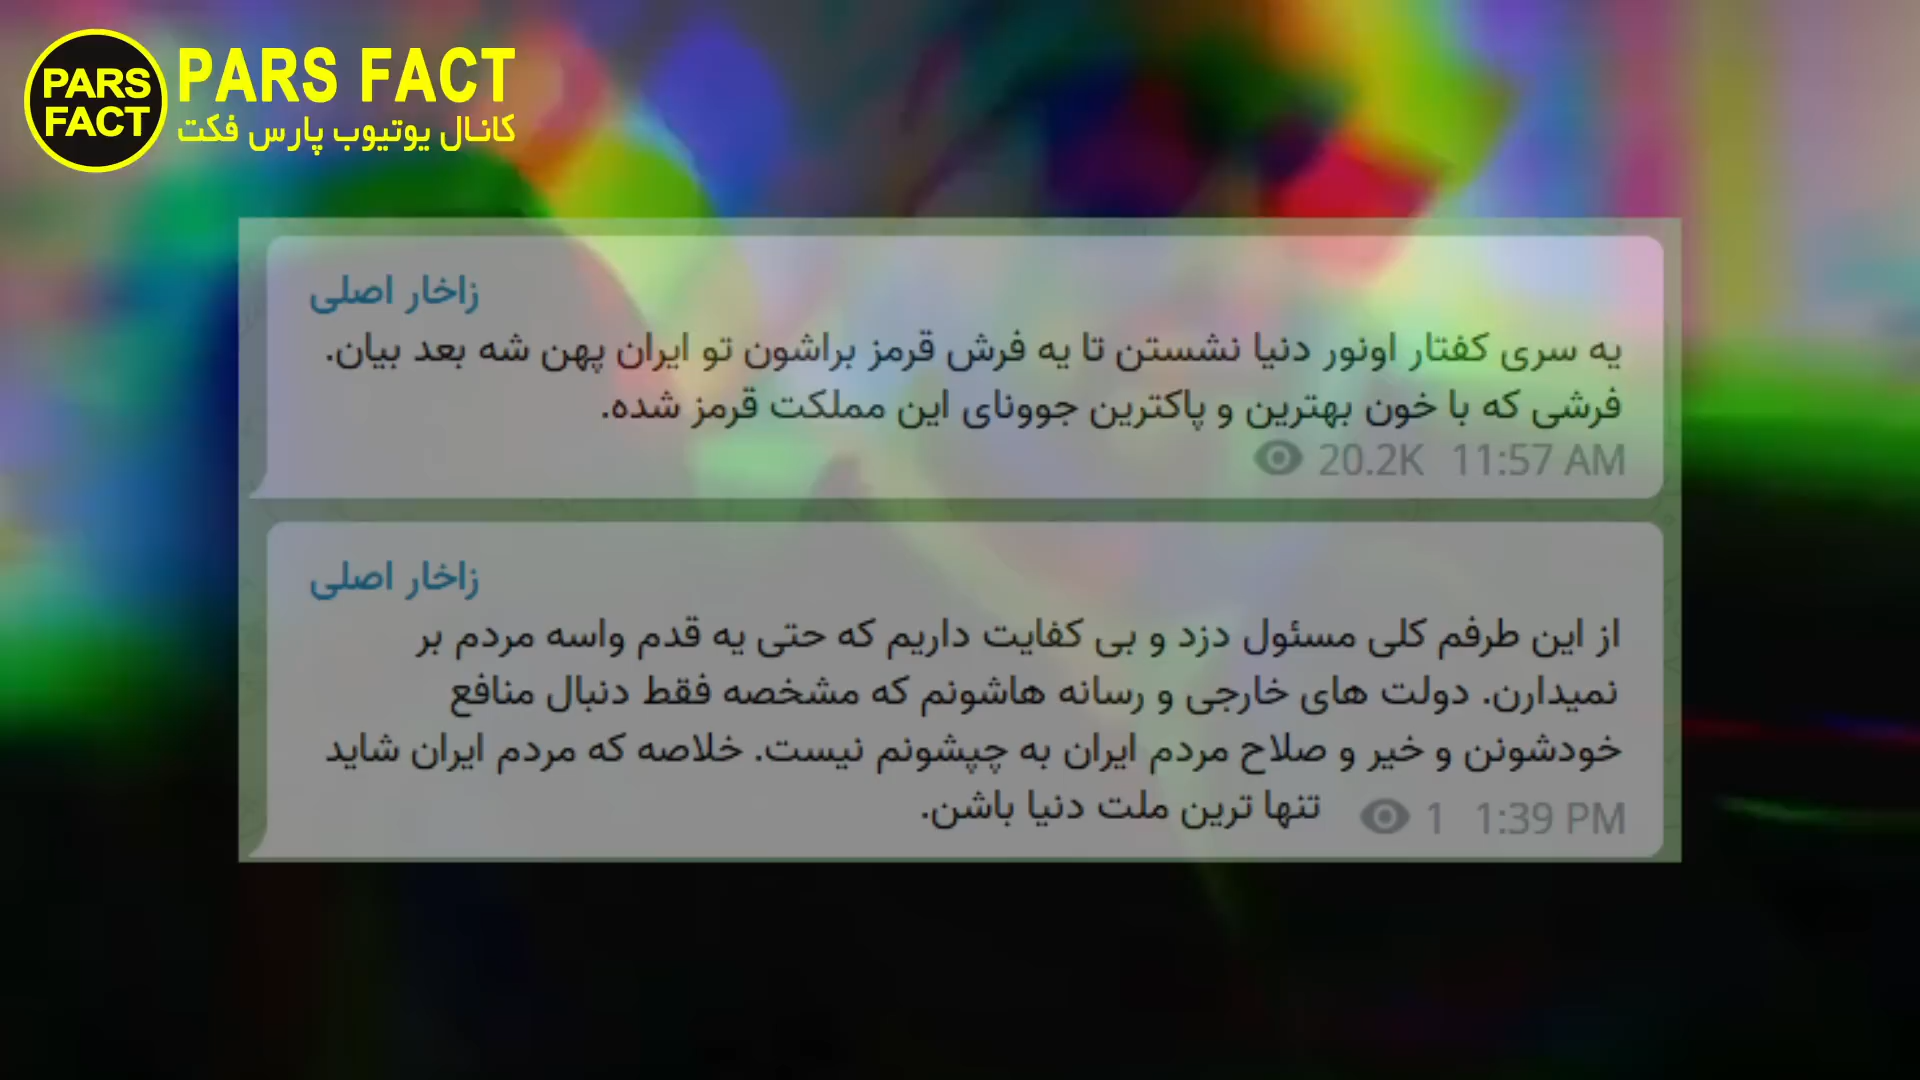 PARS FACT
PARS FACT
کانال یوتیوب پارس فکت
زاخار اصلی
یه سری کفتار اونور دنیا نشستن تا یه فرش قرمز براشون تو ایران پهن شه بعد بیان.
فرشی که با خون بهترین و پاکترین جوونای این مملکت قرمز شده.
20.2K 11:57 AM
زاخار اصلی
از این طرفم کلی مسئول دزد و بی کفایت داریم که حتی یه قدم واسه مردم بر
نمیدارن. دولت های خارجی و رسانه هاشونم که مشخصه فقط دنبال منافع
خودشونن و خیر و صلاح مردم ایران به چپشونم نیست. خلاصه که مردم ایران شاید
تنها ترین ملت دنیا باشن.
1 1:39 PM